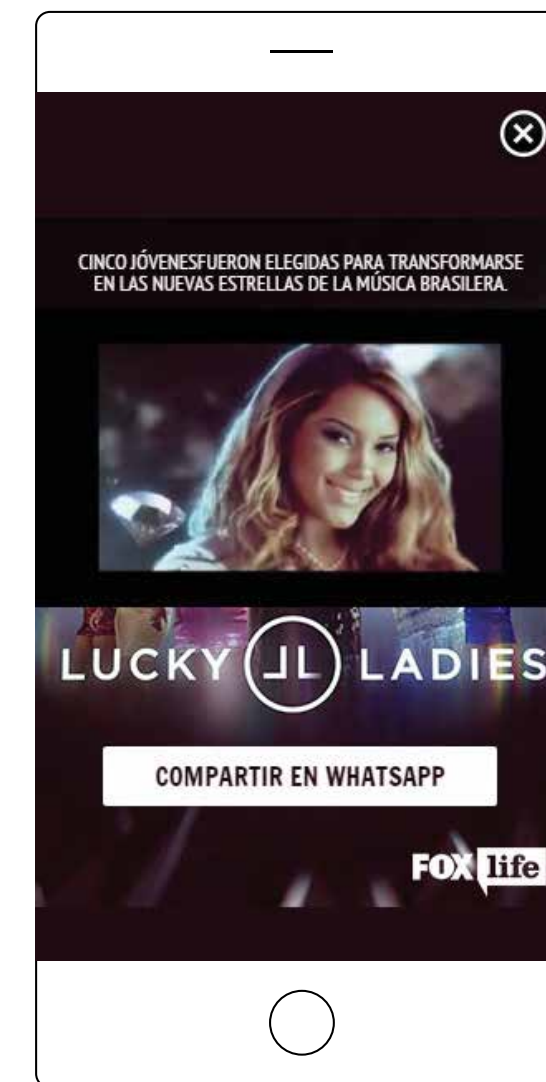 CINCO JÓVENESFUERON ELEGIDAS PARA TRANSFORMARSE
EN LAS NUEVAS ESTRELLAS DE LA MÚSICA BRASILERA.
LUCKY LL LADIES
COMPARTIR EN WHATSAPP
FOX life